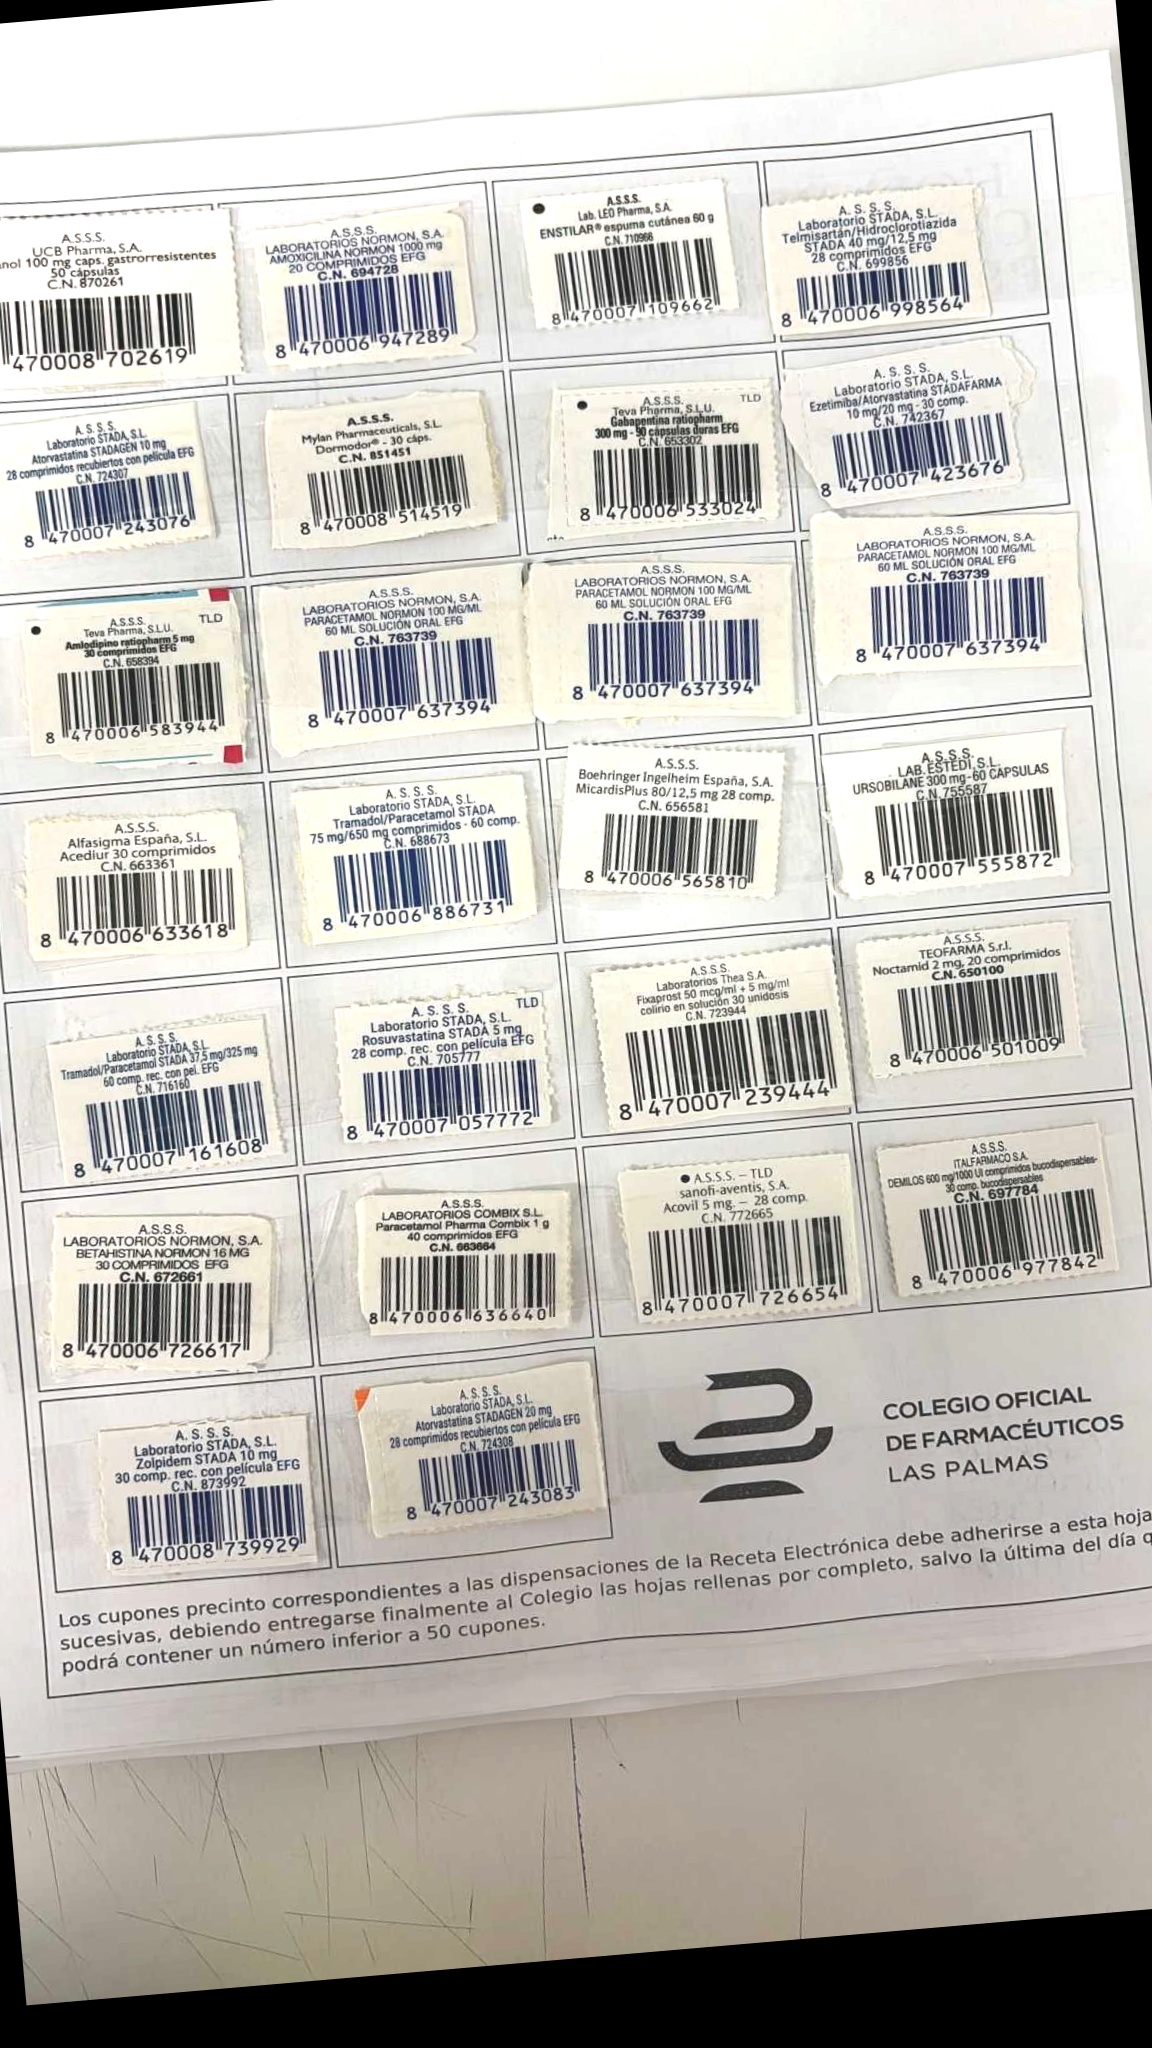 A.S.S.S.
UCB Pharma, S.A.
100 mg caps. gastrorresistentes
50 cápsulas
C.N. 870261
470008 702619
A.S.S.S.
LABORATORIOS NORMON, S.A.
AMOXICILINA NORMON 1000 mg
20 COMPRIMIDOS EFG
C.N. 694728
8 470006 947289
A.S.S.S.
Lab. LEO Pharma, S.A.
ENSTILAR® espuma cutánea 60 g
C.N. 710966
8 470007 109662
A. S. S. S.
Laboratorio STADA, S.L.
Telmisartán/Hidroclorotiazida
STADA 40 mg/12,5 mg
28 comprimidos EFG
C.N. 699856
8 470006 998564
A. S. S. S.
Laboratorio STADA, S.L.
Atorvastatina STADAGEN 10 mg
28 comprimidos recubiertos con película EFG
C.N. 724307
8 470007 243076
A.S.S.S.
Mylan Pharmaceuticals, S.L.
Dormodor® - 30 cáps.
C.N. 851451
8 470008 514519
A.S.S.S. TLD
Teva Pharma, S.L.U.
Gabapentina ratiopharm
300 mg - 90 cápsulas duras EFG
C.N. 653302
8 470006 533024
A. S. S. S.
Laboratorio STADA, S.L.
Ezetimiba/Atorvastatina STADAFARMA
10 mg/20 mg - 30 comp.
C.N. 742367
8 470007 423676
A.S.S.S. TLD
Teva Pharma, S.L.U.
Amlodipino ratiopharm 5 mg
30 comprimidos EFG
C.N. 658394
8 470006 583944
A.S.S.S.
LABORATORIOS NORMON, S.A.
PARACETAMOL NORMON 100 MG/ML
60 ML SOLUCIÓN ORAL EFG
C.N. 763739
8 470007 637394
A.S.S.S.
LABORATORIOS NORMON, S.A.
PARACETAMOL NORMON 100 MG/ML
60 ML SOLUCIÓN ORAL EFG
C.N. 763739
8 470007 637394
A.S.S.S.
LABORATORIOS NORMON, S.A.
PARACETAMOL NORMON 100 MG/ML
60 ML SOLUCIÓN ORAL EFG
C.N. 763739
8 470007 637394
A.S.S.S.
Alfasigma España, S.L.
Acediur 30 comprimidos
C.N. 663361
8 470006 633618
A. S. S. S.
Laboratorio STADA, S.L.
Tramadol/Paracetamol STADA
75 mg/650 mg comprimidos - 60 comp.
C.N. 688673
8 470006 886731
A.S.S.S.
Boehringer Ingelheim España, S.A.
MicardisPlus 80/12,5 mg 28 comp.
C.N. 656581
8 470006 565810
A.S.S.S.
LAB. ESTEDI, S.L.
URSOBILANE 300 mg-60 CÁPSULAS
C.N. 755587
8 470007 555872
A. S. S. S.
Laboratorio STADA, S.L.
Tramadol/Paracetamol STADA 37,5 mg/325 mg
60 comp. rec. con pel. EFG
C.N. 716160
8 470007 161608
A. S. S. S. TLD
Laboratorio STADA, S.L.
Rosuvastatina STADA 5 mg
28 comp. rec. con película EFG
C.N. 705777
8 470007 057772
A.S.S.S.
Laboratorios Thea S.A.
Fixaprost 50 mcg/ml + 5 mg/ml
colirio en solución 30 unidosis
C.N. 723944
8 470007 239444
A.S.S.S.
TEOFARMA S.r.l.
Noctamid 2 mg, 20 comprimidos
C.N. 650100
8 470006 501009
A.S.S.S.
LABORATORIOS NORMON, S.A.
BETAHISTINA NORMON 16 MG
30 COMPRIMIDOS EFG
C.N. 672661
8 470006 726617
A.S.S.S.
LABORATORIOS COMBIX S.L.
Paracetamol Pharma Combix 1 g
40 comprimidos EFG
C.N. 663664
8 470006 636640
A.S.S.S. – TLD
sanofi-aventis, S.A.
Acovil 5 mg. – 28 comp.
C.N. 772665
8 470007 726654
A.S.S.S.
ITALFARMACO S.A.
DEMILOS 600 mg/1000 UI comprimidos bucodispersables-
30 comp. bucodispersables
C.N. 697784
8 470006 977842
A. S. S. S.
Laboratorio STADA, S.L.
Zolpidem STADA 10 mg
30 comp. rec. con película EFG
C.N. 873992
8 470008 739929
A. S. S. S.
Laboratorio STADA, S.L.
Atorvastatina STADAGEN 20 mg
28 comprimidos recubiertos con película EFG
C.N. 724308
8 470007 243083
COLEGIO OFICIAL
DE FARMACÉUTICOS
LAS PALMAS
Los cupones precinto correspondientes a las dispensaciones de la Receta Electrónica debe adherirse a esta hoja
sucesivas, debiendo entregarse finalmente al Colegio las hojas rellenas por completo, salvo la última del día
podrá contener un número inferior a 50 cupones.